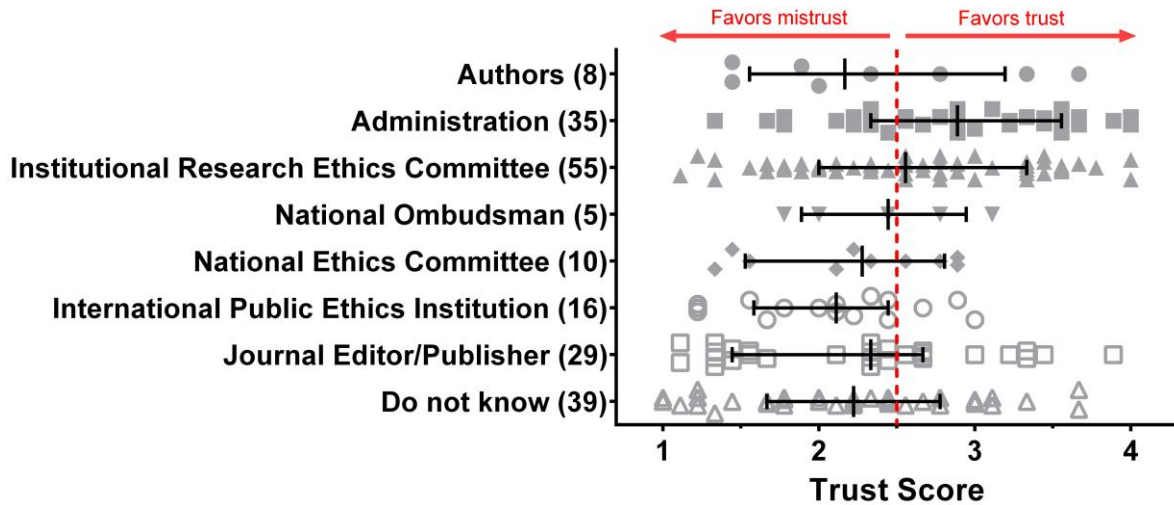 Favors mistrust Favors trust
Authors (8)
Administration (35)
Institutional Research Ethics Committee (55)
National Ombudsman (5)
National Ethics Committee (10)
International Public Ethics Institution (16)
Journal Editor/Publisher (29)
Do not know (39)
1 2 3 4
Trust Score